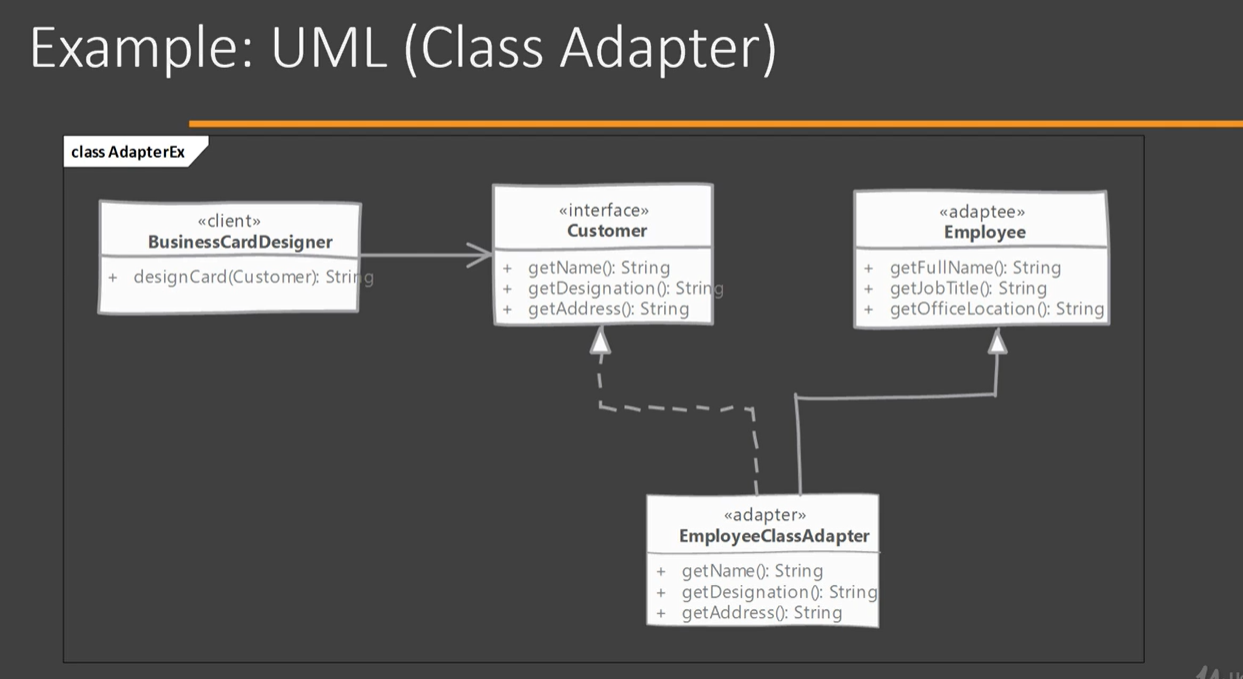 Example: UML (Class Adapter)
class AdapterEx
«client»
BusinessCardDesigner
+ designCard(Customer): String
«interface»
Customer
+ getName(): String
+ getDesignation(): String
+ getAddress(): String
«adaptee»
Employee
+ getFullName(): String
+ getJobTitle(): String
+ getOfficeLocation(): String
«adapter»
EmployeeClassAdapter
+ getName(): String
+ getDesignation(): String
+ getAddress(): String